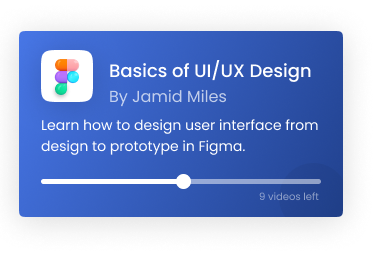 Basics of UI/UX Design
By Jamid Miles
Learn how to design user interface from
design to prototype in Figma.
9 videos left